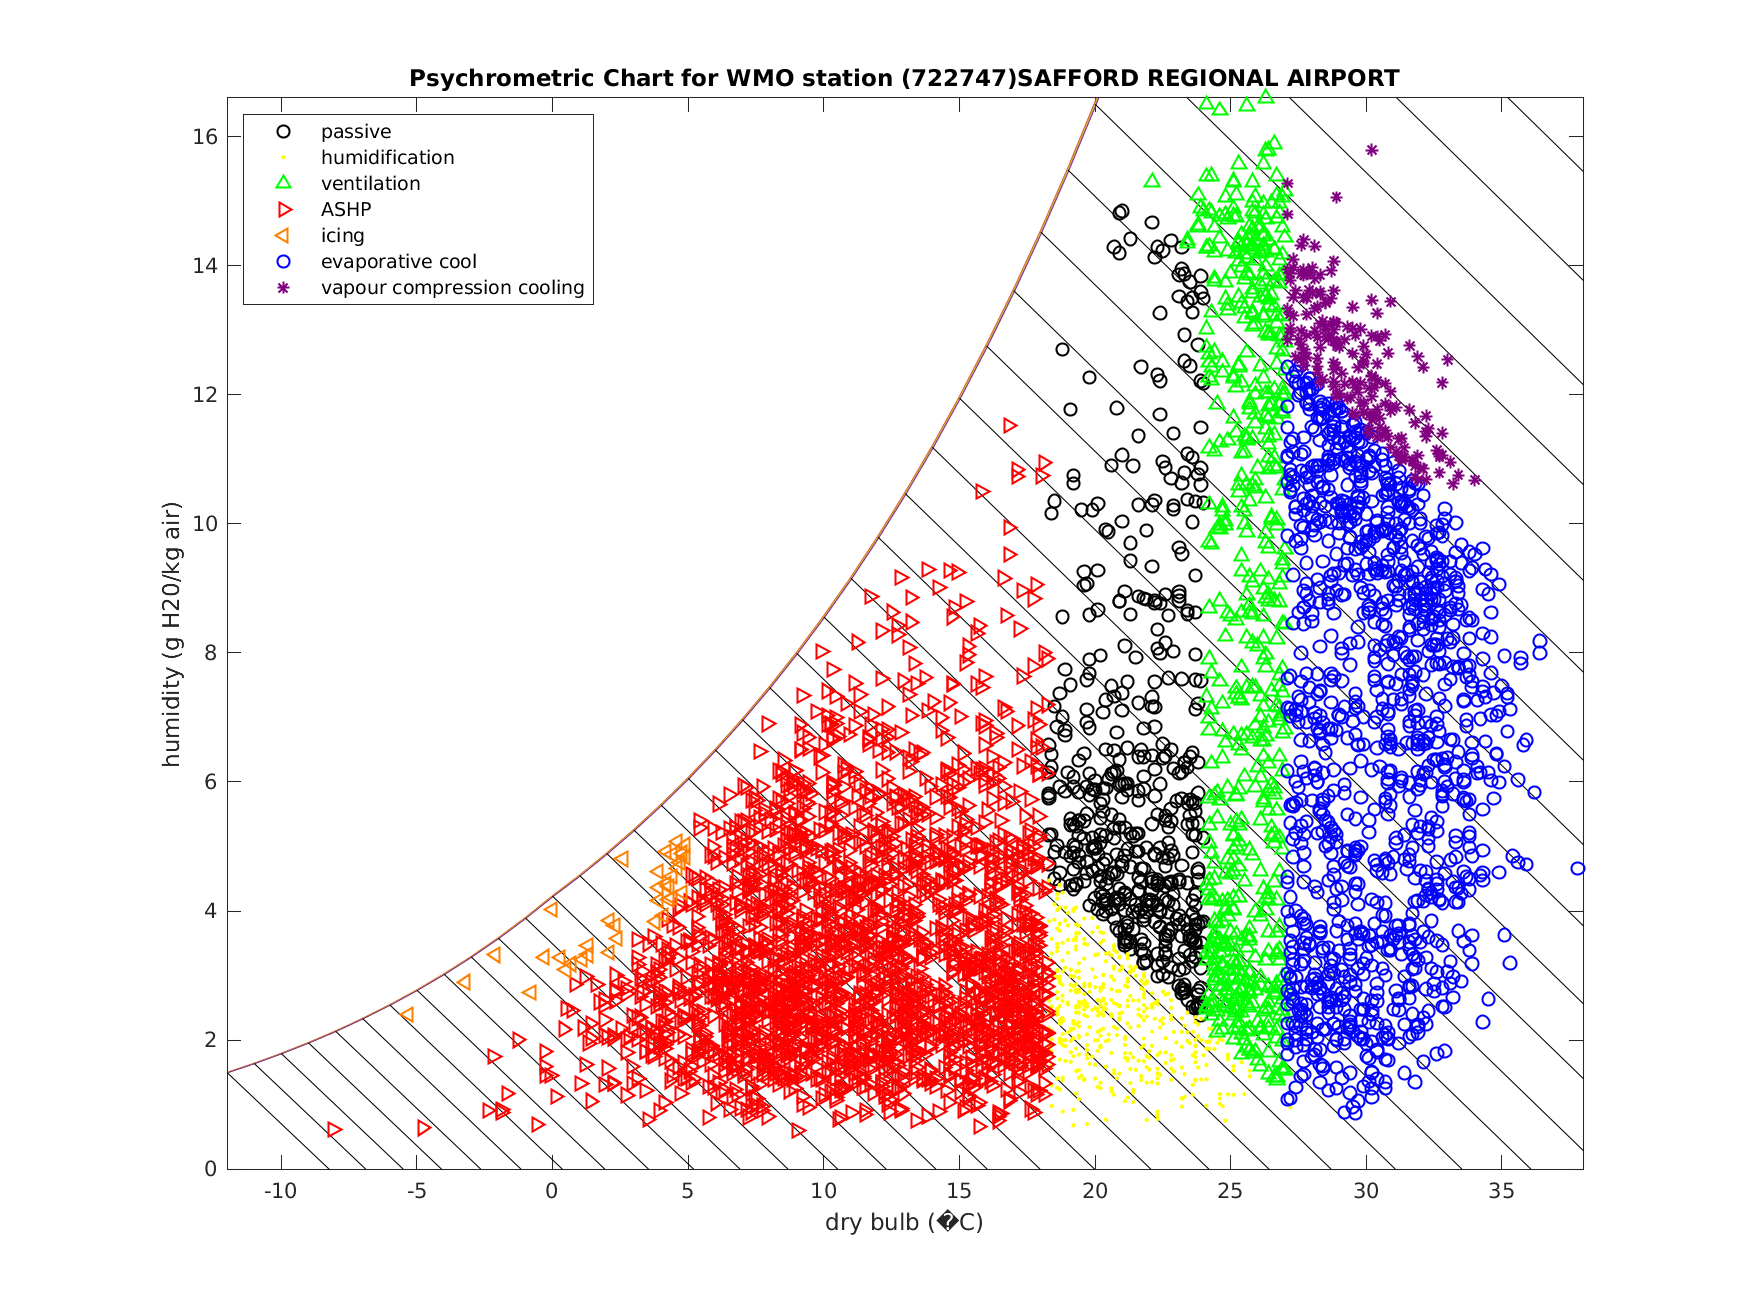 Psychrometric Chart for WMO station (722747)SAFFORD REGIONAL AIRPORT
passive
humidification
ventilation
ASHP
icing
evaporative cool
vapour compression cooling
humidity (g H20/kg air)
16
14
12
10
8
6
4
2
0
-10 -5 0 5 10 15 20 25 30 35
dry bulb (�C)